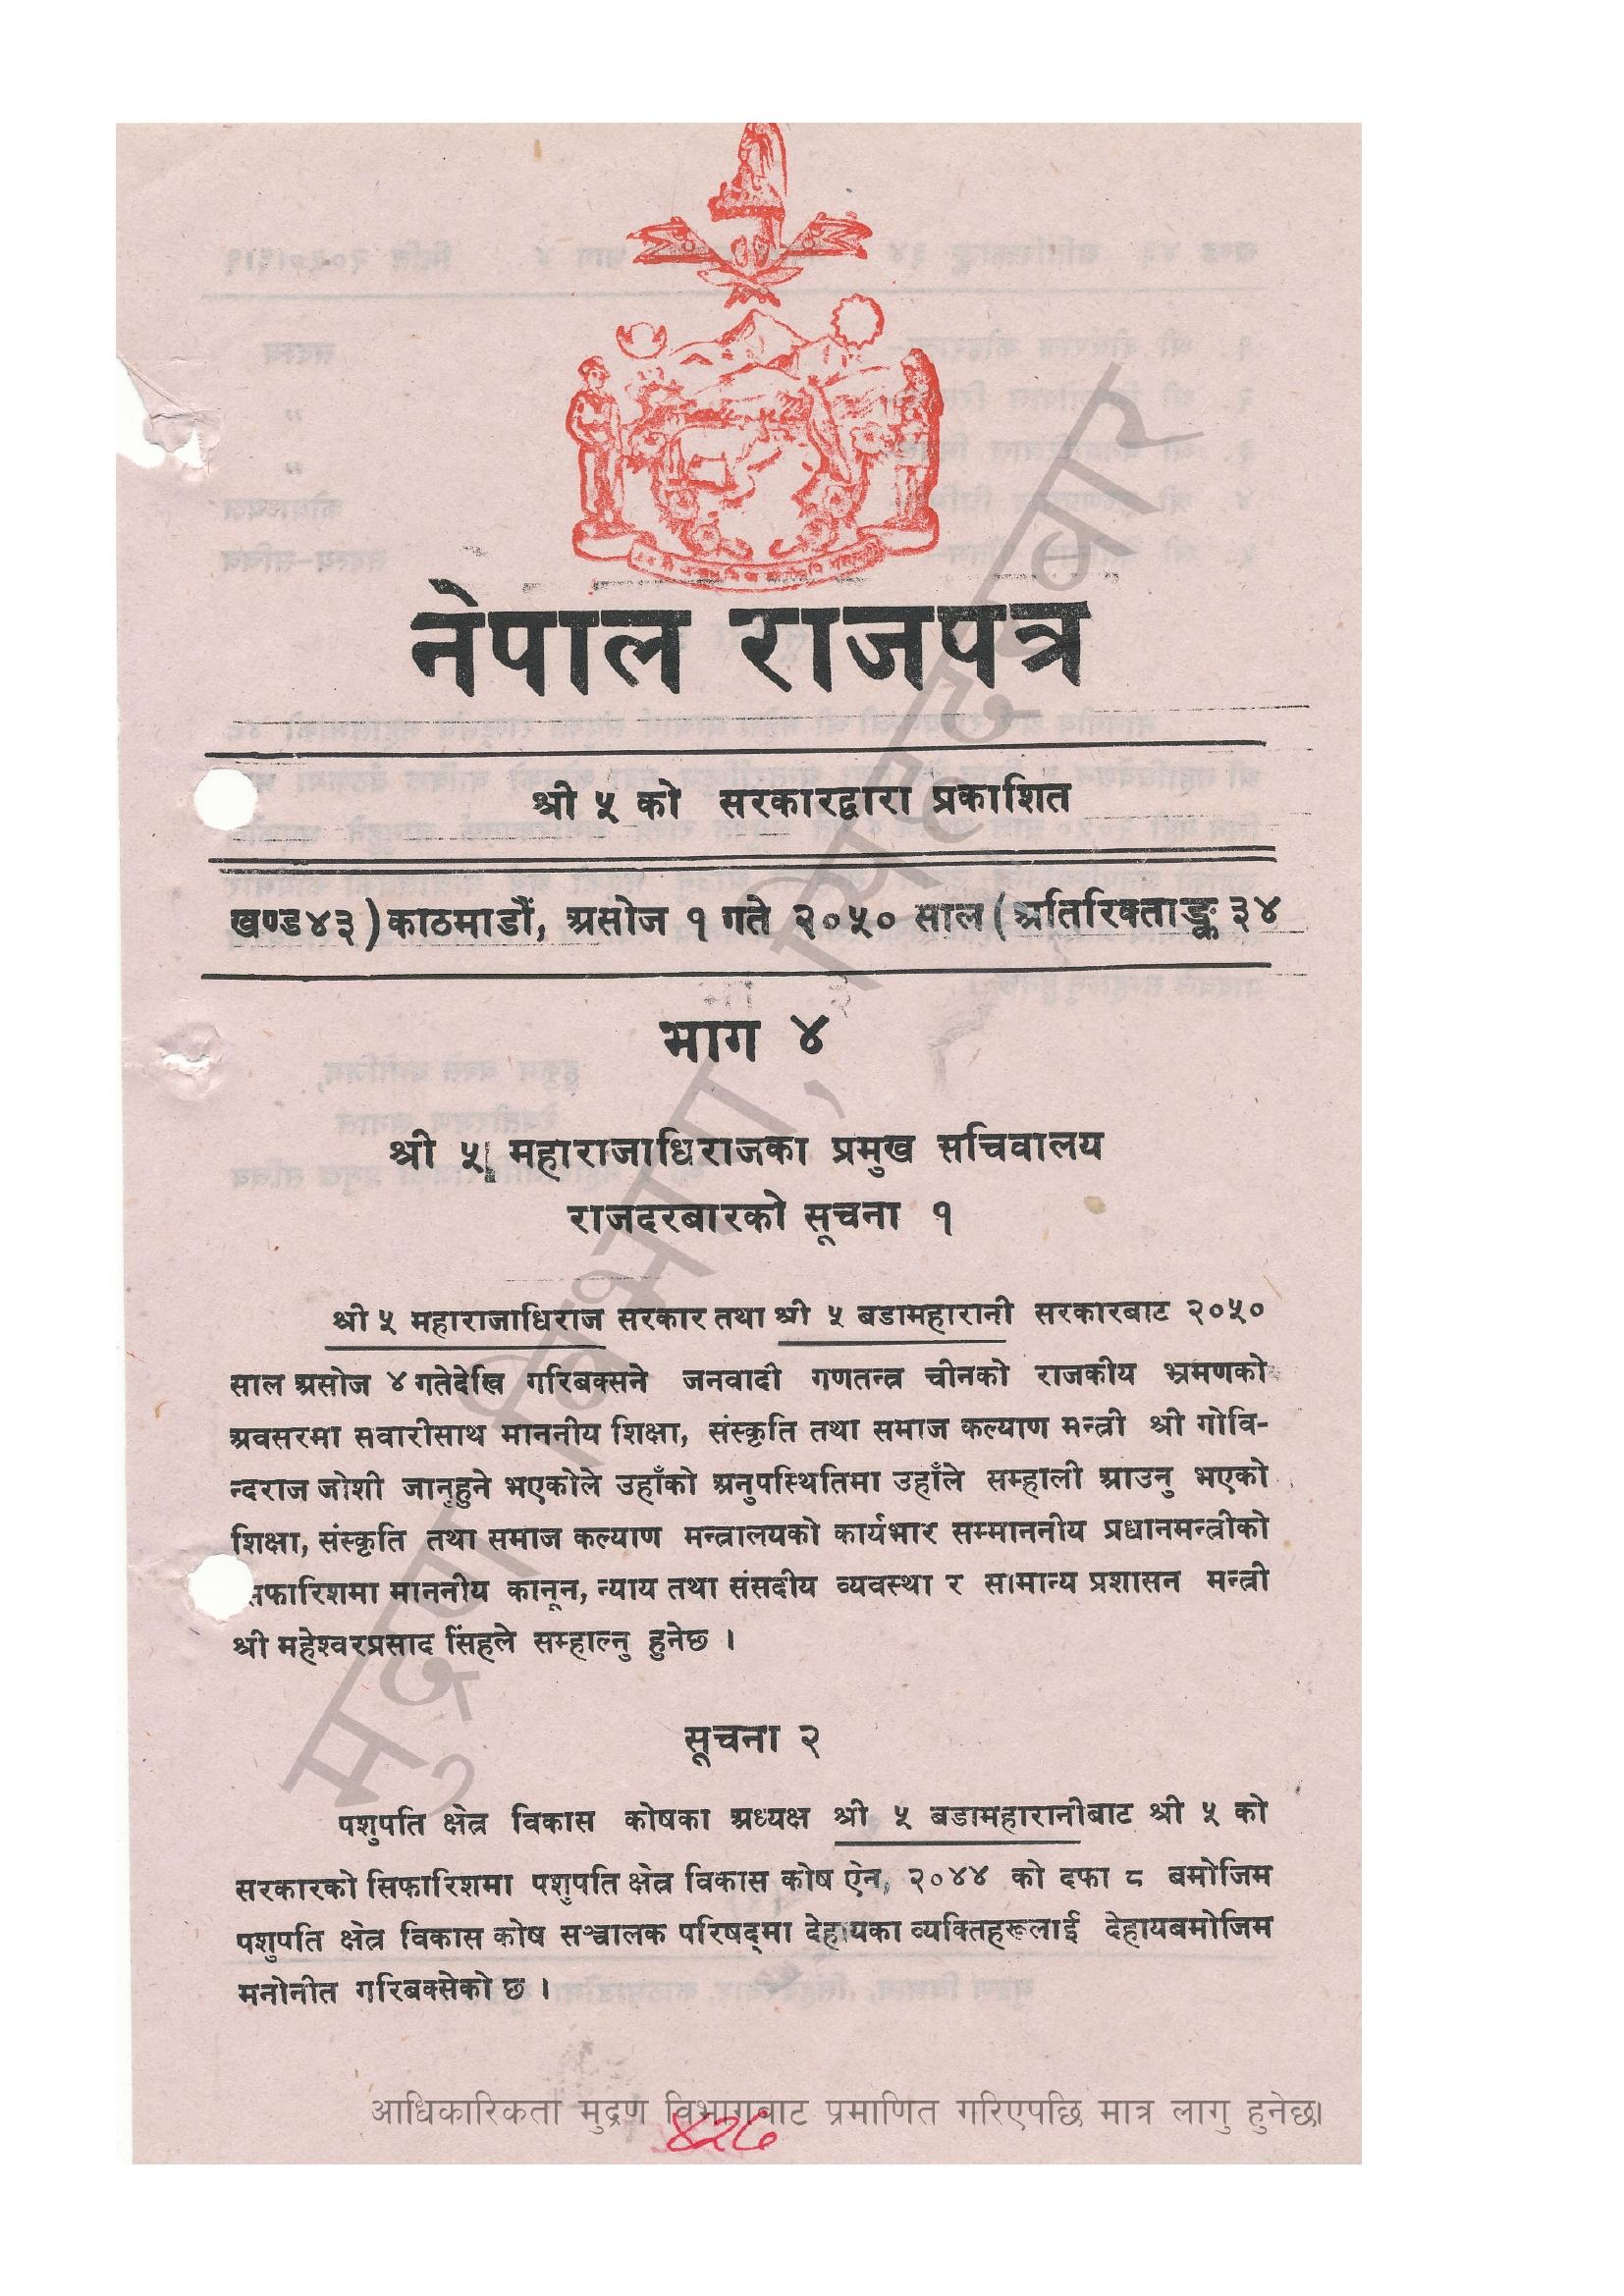 नेपाल राजपत्र
श्री ५ को सरकारद्वारा प्रकाशित
खण्ड ४३) काठमाडौं, असोज १ गते २०५० साल (अतिरिक्ताङ्क ३४
भाग ४
श्री ५ महाराजाधिराजका प्रमुख सचिवालय
राजदरबारको सूचना १
श्री ५ महाराजाधिराज सरकार तथा श्री ५ बडामहारानी सरकारबाट २०५०
साल असोज ४ गतेदेखि गरिबक्सने जनवादी गणतन्त्र चीनको राजकीय भ्रमणको
अवसरमा सवारीसाथ माननीय शिक्षा, संस्कृति तथा समाज कल्याण मन्त्री श्री गोवि-
न्दराज जोशी जानुहुने भएकोले उहाँको अनुपस्थितिमा उहाँले सम्हाली आउनु भएको
शिक्षा, संस्कृति तथा समाज कल्याण मन्त्रालयको कार्यभार सम्माननीय प्रधानमन्त्रीको
सिफारिशमा माननीय कानून, न्याय तथा संसदीय व्यवस्था र सामान्य प्रशासन मन्त्री
श्री महेश्वरप्रसाद सिंहले सम्हाल्नु हुनेछ ।
सूचना २
पशुपति क्षेत्र विकास कोषका अध्यक्ष श्री ५ बडामहारानीबाट श्री ५ को
सरकारको सिफारिशमा पशुपति क्षेत्र विकास कोष ऐन, २०४४ को दफा ८ बमोजिम
पशुपति क्षेत्र विकास कोष सञ्चालक परिषद्मा देहायका व्यक्तिहरूलाई देहायबमोजिम
मनोनीत गरिबक्सेको छ ।
मुद्रण विभाग, सिंहदरवार
आधिकारिकता मुद्रण विभागबाट प्रमाणित गरिएपछि मात्र लागु हुनेछ।